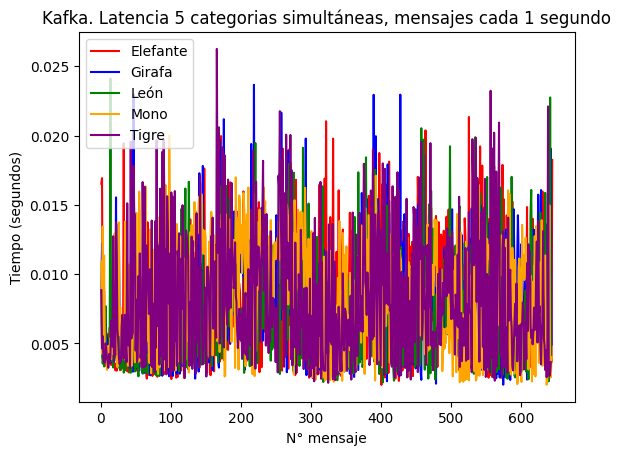 Kafka. Latencia 5 categorias simultáneas, mensajes cada 1 segundo
Elefante
Girafa
León
Mono
Tigre
0.025
0.020
0.015
0.010
0.005
Tiempo (segundos)
0 100 200 300 400 500 600
N° mensaje